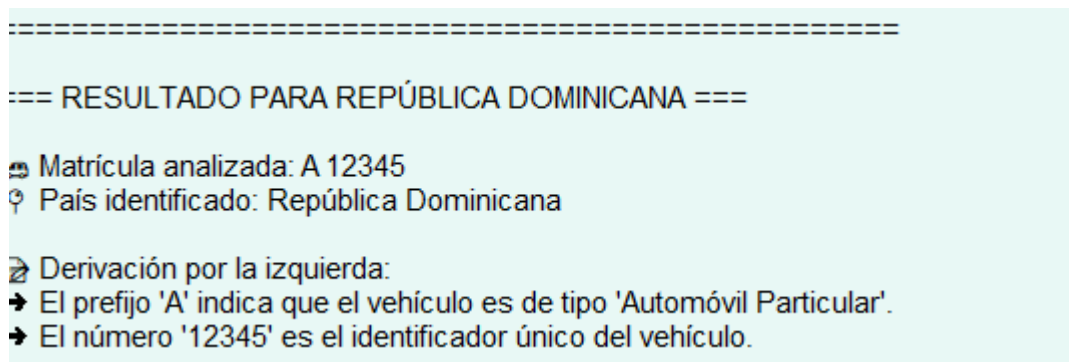 ==================================================
=== RESULTADO PARA REPÚBLICA DOMINICANA ===
🚗 Matrícula analizada: A 12345
📍 País identificado: República Dominicana
📝 Derivación por la izquierda:
➜ El prefijo 'A' indica que el vehículo es de tipo 'Automóvil Particular'.
➜ El número '12345' es el identificador único del vehículo.